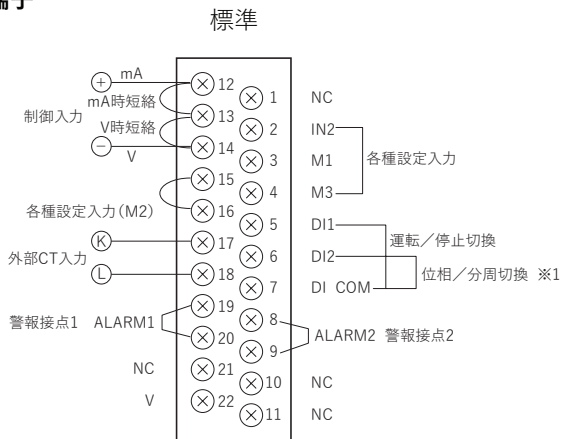 端子
標準
+ mA
12
mA時短絡
13
制御入力
V時短絡
14
− V
15
各種設定入力(M2)
16
K
17
外部CT入力
L
18
19
警報接点1 ALARM1
20
NC
21
V
22
1 NC
2 IN2
3 M1 各種設定入力
4 M3
5 DI1
運転/停止切換
6 DI2
位相/分周切換 ※1
7 DI COM
8
ALARM2 警報接点2
9
10 NC
11 NC